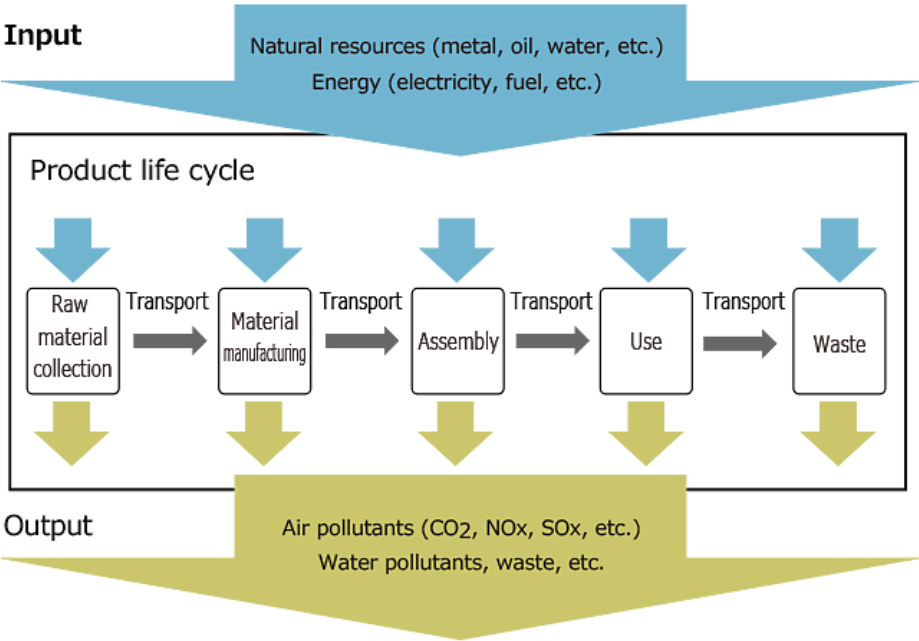 Input
Natural resources (metal, oil, water, etc.)
Energy (electricity, fuel, etc.)
Product life cycle
Raw
material
collection
Transport
Material
manufacturing
Transport
Assembly
Transport
Use
Transport
Waste
Output
Air pollutants (CO2, NOx, SOx, etc.)
Water pollutants, waste, etc.